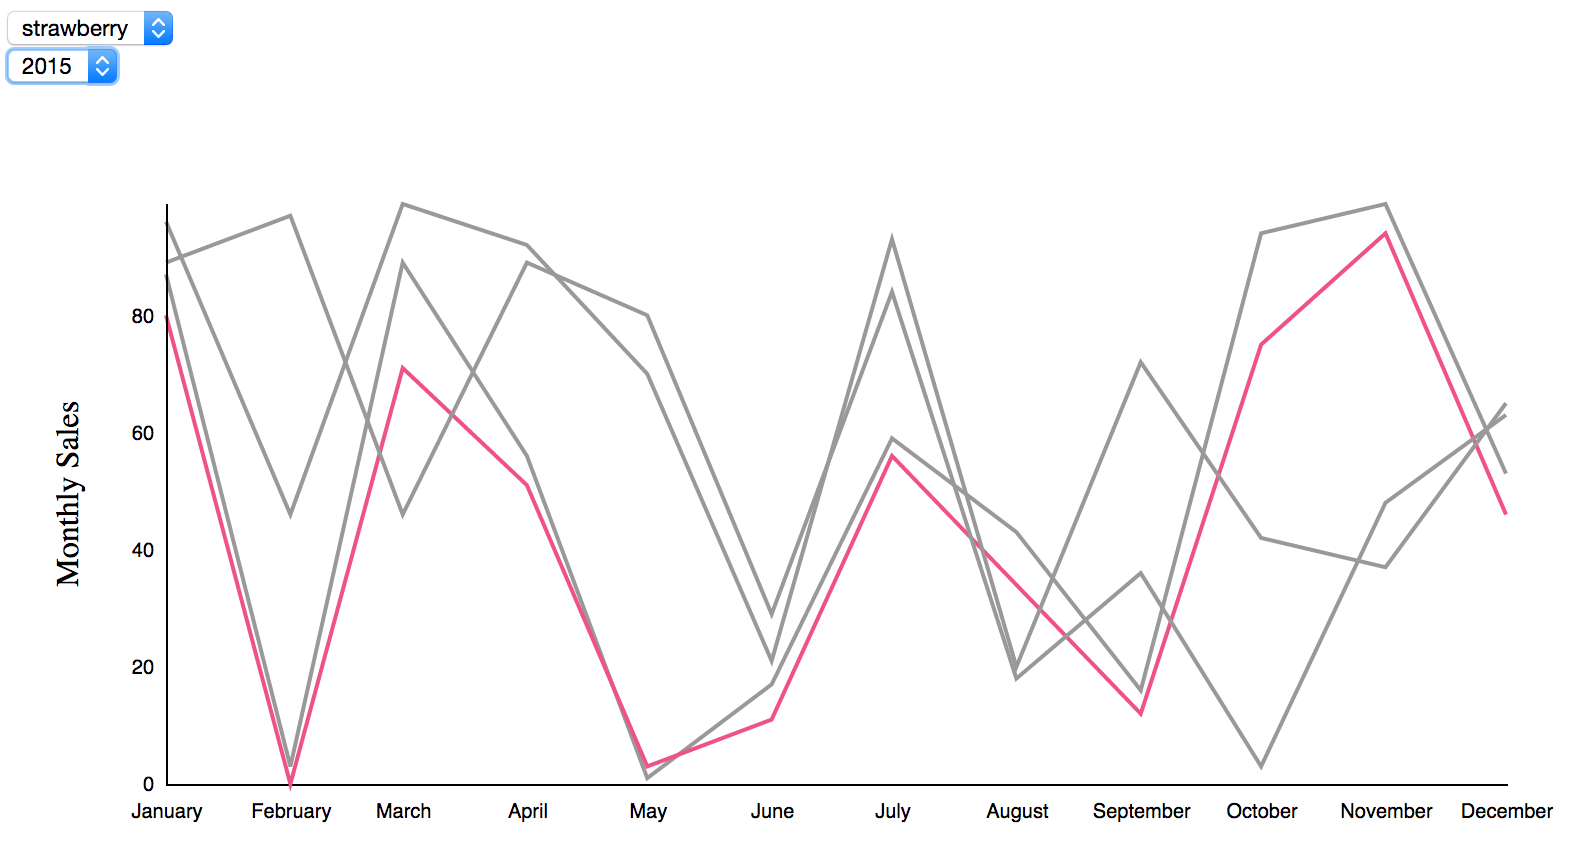 strawberry
2015
Monthly Sales
80
60
40
20
0
January February March April May June July August September October November December